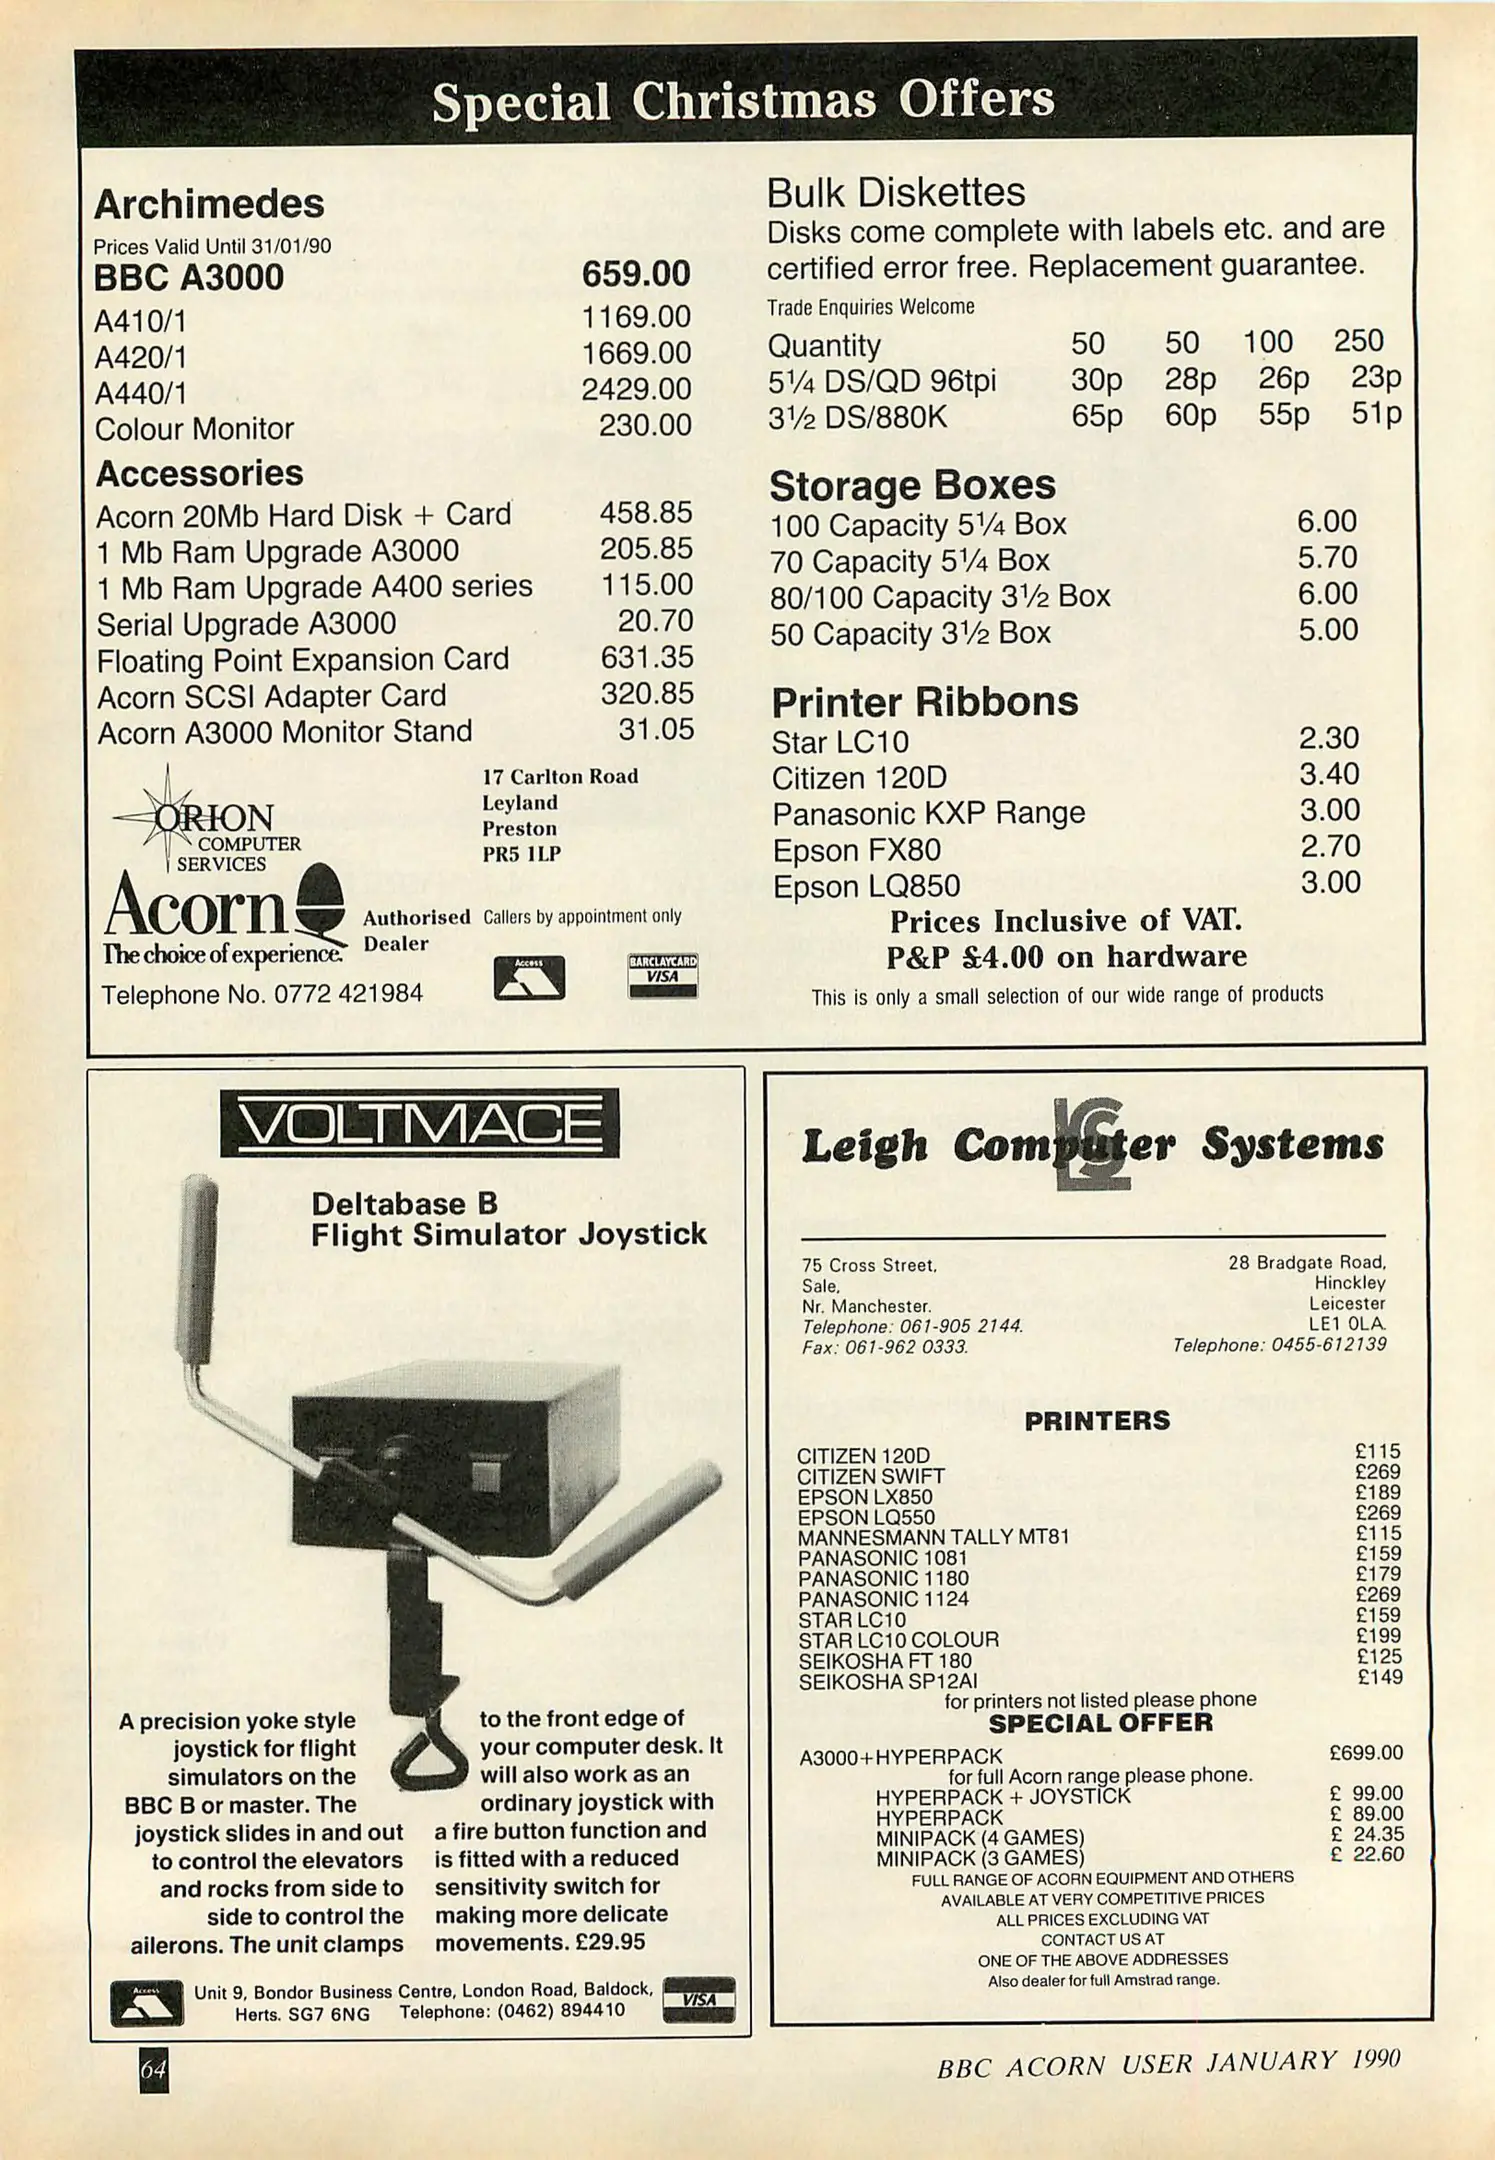 Special Christmas Offers
Archimedes
Prices Valid Until 31/01/90
BBC A3000 659.00
A410/1 1169.00
A420/1 1669.00
A440/1 2429.00
Colour Monitor 230.00
Accessories
Acorn 20Mb Hard Disk + Card 458.85
1 Mb Ram Upgrade A3000 205.85
1 Mb Ram Upgrade A400 series 115.00
Serial Upgrade A3000 20.70
Floating Point Expansion Card 631.35
Acorn SCSI Adapter Card 320.85
Acorn A3000 Monitor Stand 31.05
ORION
COMPUTER
SERVICES
17 Carlton Road
Leyland
Preston
PR5 1LP
Acorn
The choice of experience.
Authorised
Dealer
Callers by appointment only
Access
BARCLAYCARD
VISA
Telephone No. 0772 421984
Bulk Diskettes
Disks come complete with labels etc. and are
certified error free. Replacement guarantee.
Trade Enquiries Welcome
Quantity 50 50 100 250
5¼ DS/QD 96tpi 30p 28p 26p 23p
3½ DS/880K 65p 60p 55p 51p
Storage Boxes
100 Capacity 5¼ Box 6.00
70 Capacity 5¼ Box 5.70
80/100 Capacity 3½ Box 6.00
50 Capacity 3½ Box 5.00
Printer Ribbons
Star LC10 2.30
Citizen 120D 3.40
Panasonic KXP Range 3.00
Epson FX80 2.70
Epson LQ850 3.00
Prices Inclusive of VAT.
P&P £4.00 on hardware
This is only a small selection of our wide range of products
VOLTMACE
Deltabase B
Flight Simulator Joystick
A precision yoke style
joystick for flight
simulators on the
BBC B or master. The
joystick slides in and out
to control the elevators
and rocks from side to
side to control the
ailerons. The unit clamps
to the front edge of
your computer desk. It
will also work as an
ordinary joystick with
a fire button function and
is fitted with a reduced
sensitivity switch for
making more delicate
movements. £29.95
Access
Unit 9, Bondor Business Centre, London Road, Baldock,
Herts. SG7 6NG Telephone: (0462) 894410
VISA
LCS
Leigh Computer Systems
75 Cross Street,
Sale,
Nr. Manchester.
Telephone: 061-905 2144.
Fax: 061-962 0333.
28 Bradgate Road,
Hinckley
Leicester
LE1 0LA.
Telephone: 0455-612139
PRINTERS
CITIZEN 120D £115
CITIZEN SWIFT £269
EPSON LX850 £189
EPSON LQ550 £269
MANNESMANN TALLY MT81 £115
PANASONIC 1081 £159
PANASONIC 1180 £179
PANASONIC 1124 £269
STAR LC10 £159
STAR LC10 COLOUR £199
SEIKOSHA FT 180 £125
SEIKOSHA SP12AI £149
for printers not listed please phone
SPECIAL OFFER
A3000+HYPERPACK £699.00
for full Acorn range please phone.
HYPERPACK + JOYSTICK £ 99.00
HYPERPACK £ 89.00
MINIPACK (4 GAMES) £ 24.35
MINIPACK (3 GAMES) £ 22.60
FULL RANGE OF ACORN EQUIPMENT AND OTHERS
AVAILABLE AT VERY COMPETITIVE PRICES
ALL PRICES EXCLUDING VAT
CONTACT US AT
ONE OF THE ABOVE ADDRESSES
Also dealer for full Amstrad range.
64
BBC ACORN USER JANUARY 1990